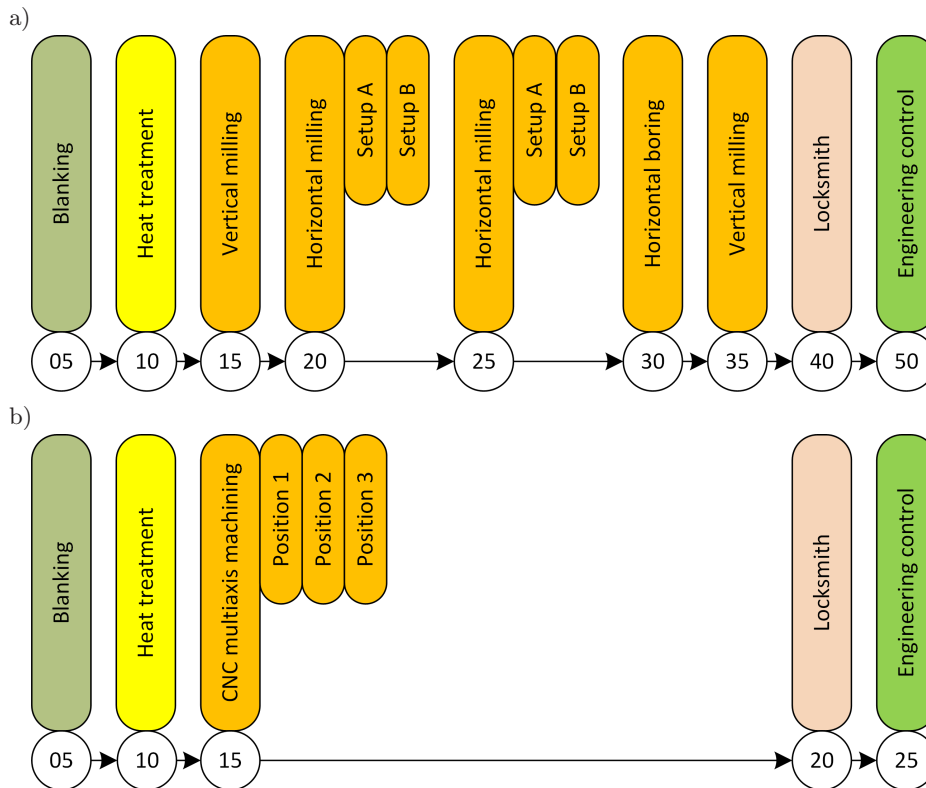 a)
Blanking
Heat treatment
Vertical milling
Horizontal milling
Setup A
Setup B
Horizontal milling
Setup A
Setup B
Horizontal boring
Vertical milling
Locksmith
Engineering control
05
10
15
20
25
30
35
40
50
b)
Blanking
Heat treatment
CNC multiaxis machining
Position 1
Position 2
Position 3
Locksmith
Engineering control
05
10
15
20
25